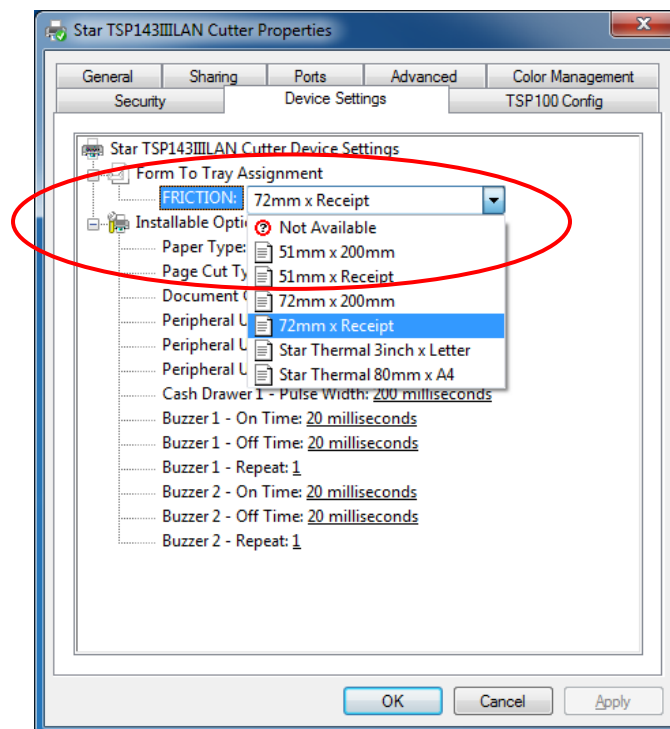 Star TSP143IIILAN Cutter Properties
General Sharing Ports Advanced Color Management
Security Device Settings TSP100 Config
Star TSP143IIILAN Cutter Device Settings
Form To Tray Assignment
FRICTION: 72mm x Receipt
Installable Opti
Not Available
Paper Type:
51mm x 200mm
Page Cut Ty
51mm x Receipt
Document
72mm x 200mm
Peripheral U
72mm x Receipt
Peripheral U
Star Thermal 3inch x Letter
Peripheral U
Star Thermal 80mm x A4
Cash Drawer 1 - Pulse Width: 200 milliseconds
Buzzer 1 - On Time: 20 milliseconds
Buzzer 1 - Off Time: 20 milliseconds
Buzzer 1 - Repeat: 1
Buzzer 2 - On Time: 20 milliseconds
Buzzer 2 - Off Time: 20 milliseconds
Buzzer 2 - Repeat: 1
OK Cancel Apply